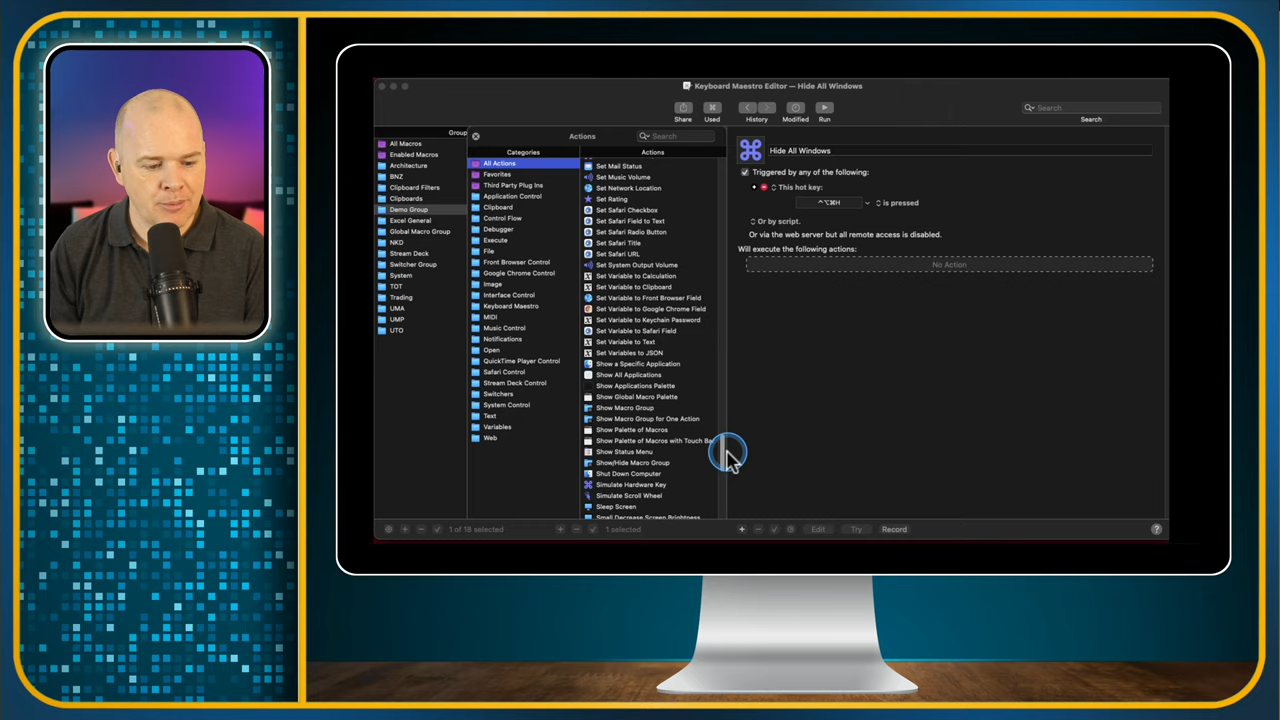 Keyboard Maestro Editor — Hide All Windows
Share
Used
History
Modified
Run
Search
Search
Group
All Macros
Enabled Macros
Architecture
BNZ
Clipboard Filters
Clipboards
Demo Group
Excel General
Global Macro Group
NKD
Stream Deck
Switcher Group
System
TOT
Trading
UMA
UMP
UTO
Actions
Search
Categories
All Actions
Favorites
Third Party Plug Ins
Application Control
Clipboard
Control Flow
Debugger
Execute
File
Front Browser Control
Google Chrome Control
Image
Interface Control
Keyboard Maestro
MIDI
Music Control
Notifications
Open
QuickTime Player Control
Safari Control
Stream Deck Control
Switchers
System Control
Text
Variables
Web
Actions
Set Mail Status
Set Music Volume
Set Network Location
Set Rating
Set Safari Checkbox
Set Safari Field to Text
Set Safari Radio Button
Set Safari Title
Set Safari URL
Set System Output Volume
Set Variable to Calculation
Set Variable to Clipboard
Set Variable to Front Browser Field
Set Variable to Google Chrome Field
Set Variable to Keychain Password
Set Variable to Safari Field
Set Variable to Text
Set Variables to JSON
Show a Specific Application
Show All Applications
Show Applications Palette
Show Global Macro Palette
Show Macro Group
Show Macro Group for One Action
Show Palette of Macros
Show Palette of Macros with Touch Ba
Show Status Menu
Show/Hide Macro Group
Shut Down Computer
Simulate Hardware Key
Simulate Scroll Wheel
Sleep Screen
Small Decrease Screen Brightness
Hide All Windows
Triggered by any of the following:
This hot key:
⌃⌥⌘H is pressed
Or by script.
Or via the web server but all remote access is disabled.
Will execute the following actions:
No Action
1 of 18 selected
1 selected
Edit
Try
Record
?